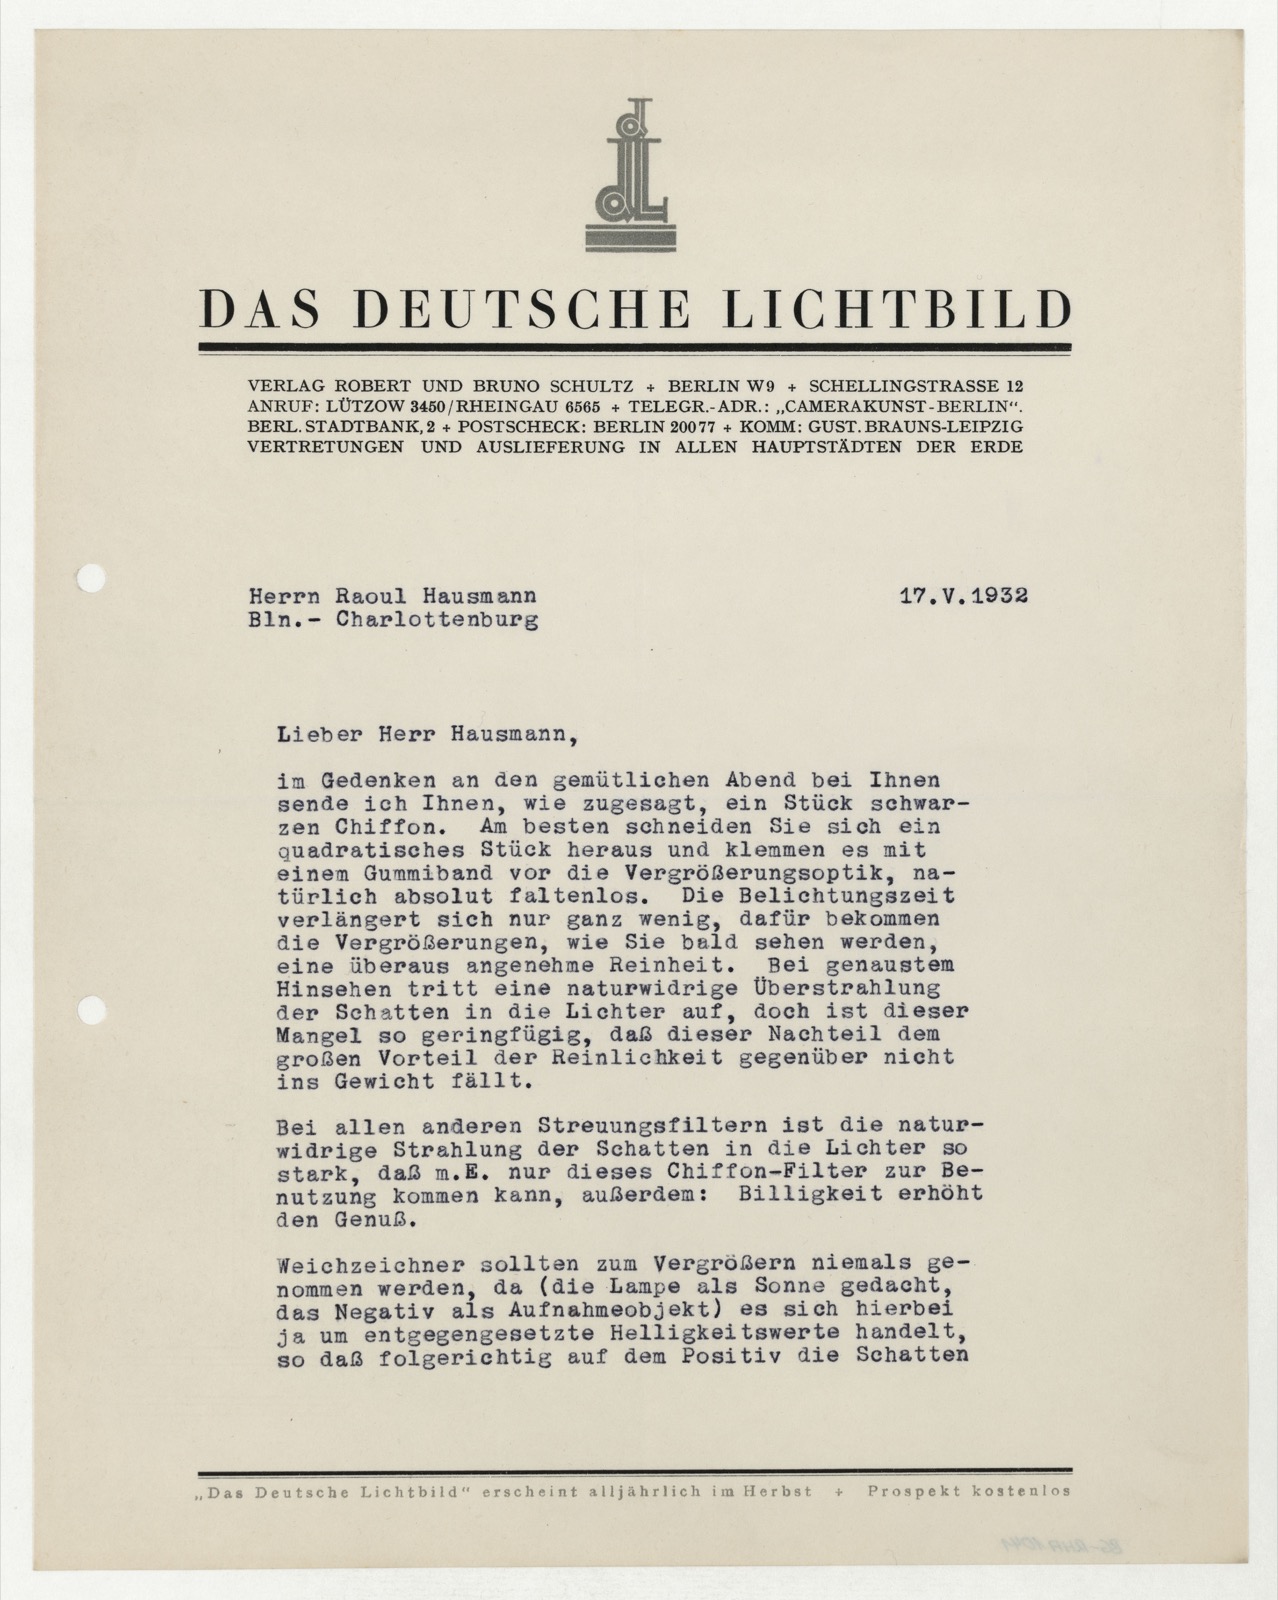 DAS DEUTSCHE LICHTBILD
VERLAG ROBERT UND BRUNO SCHULTZ + BERLIN W9 + SCHELLINGSTRASSE 12
ANRUF: LÜTZOW 3450/RHEINGAU 6565 + TELEGR.-ADR.: „CAMERAKUNST-BERLIN“.
BERL. STADTBANK, 2 + POSTSCHECK: BERLIN 20077 + KOMM: GUST. BRAUNS-LEIPZIG
VERTRETUNGEN UND AUSLIEFERUNG IN ALLEN HAUPTSTÄDTEN DER ERDE
Herrn Raoul Hausmann 17.V.1932
Bln.- Charlottenburg
Lieber Herr Hausmann,
im Gedenken an den gemütlichen Abend bei Ihnen
sende ich Ihnen, wie zugesagt, ein Stück schwar-
zen Chiffon. Am besten schneiden Sie sich ein
quadratisches Stück heraus und klemmen es mit
einem Gummiband vor die Vergrößerungsoptik, na-
türlich absolut faltenlos. Die Belichtungszeit
verlängert sich nur ganz wenig, dafür bekommen
die Vergrößerungen, wie Sie bald sehen werden,
eine überaus angenehme Reinheit. Bei genaustem
Hinsehen tritt eine naturwidrige Überstrahlung
der Schatten in die Lichter auf, doch ist dieser
Mangel so geringfügig, daß dieser Nachteil dem
großen Vorteil der Reinlichkeit gegenüber nicht
ins Gewicht fällt.
Bei allen anderen Streuungsfiltern ist die natur-
widrige Strahlung der Schatten in die Lichter so
stark, daß m.E. nur dieses Chiffon-Filter zur Be-
nutzung kommen kann, außerdem: Billigkeit erhöht
den Genuß.
Weichzeichner sollten zum Vergrößern niemals ge-
nommen werden, da (die Lampe als Sonne gedacht,
das Negativ als Aufnahmeobjekt) es sich hierbei
ja um entgegengesetzte Helligkeitswerte handelt,
so daß folgerichtig auf dem Positiv die Schatten
„Das Deutsche Lichtbild“ erscheint alljährlich im Herbst + Prospekt kostenlos